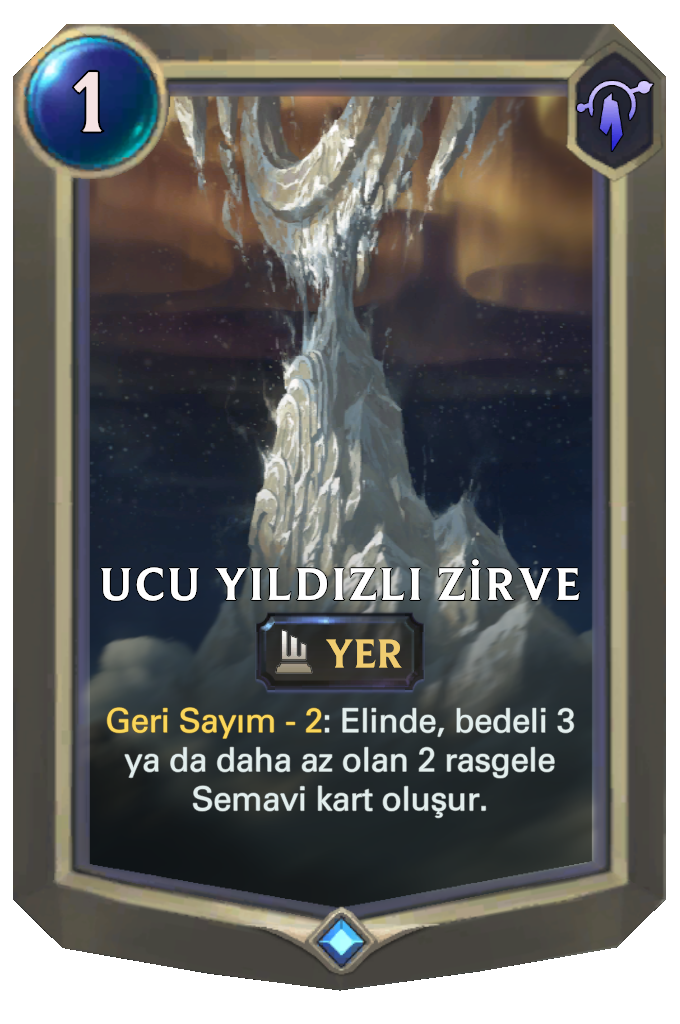 1
UCU YILDIZLI ZİRVE
YER
Geri Sayım - 2: Elinde, bedeli 3
ya da daha az olan 2 rasgele
Semavi kart oluşur.